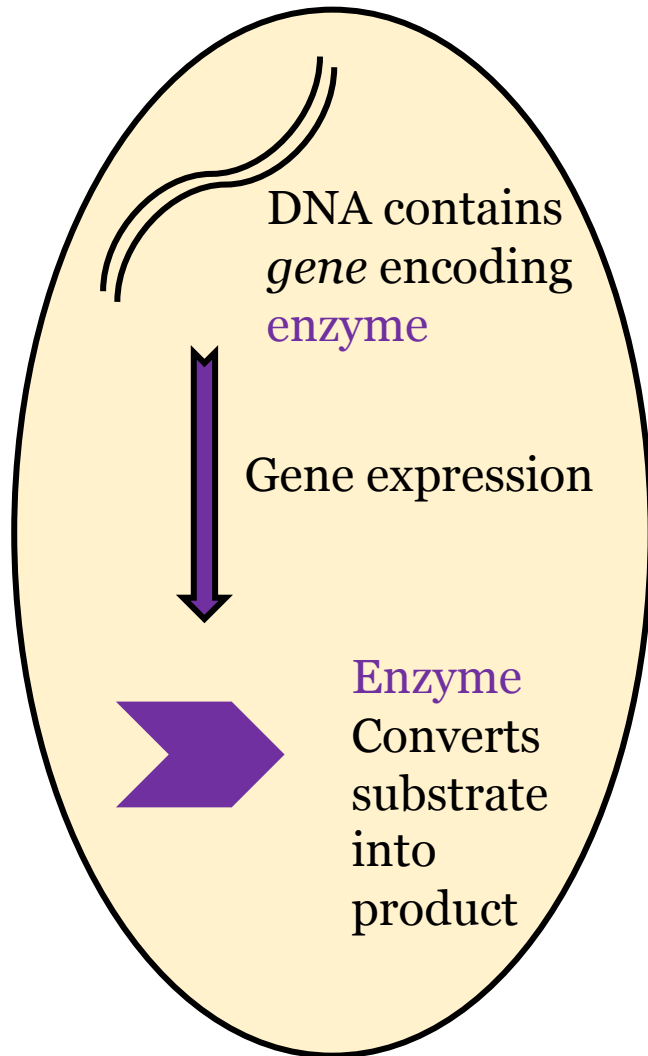 DNA contains
gene encoding
enzyme
Gene expression
Enzyme
Converts
substrate
into
product